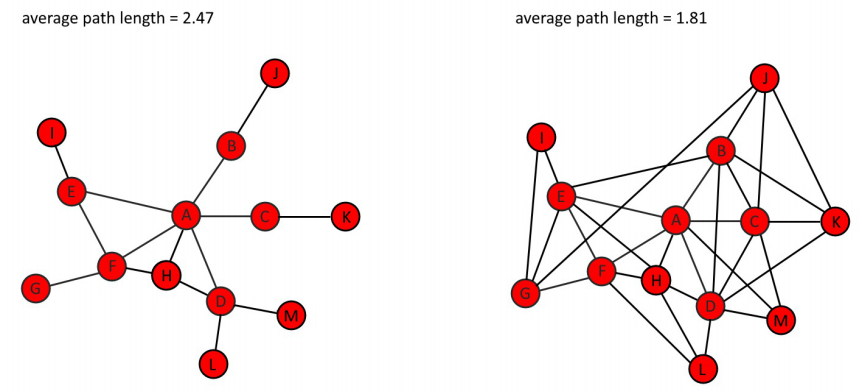 average path length = 2.47
average path length = 1.81
J
I
B
E
A
C
K
F
H
G
D
M
L
J
I
B
E
A
C
K
F
H
G
D
M
L